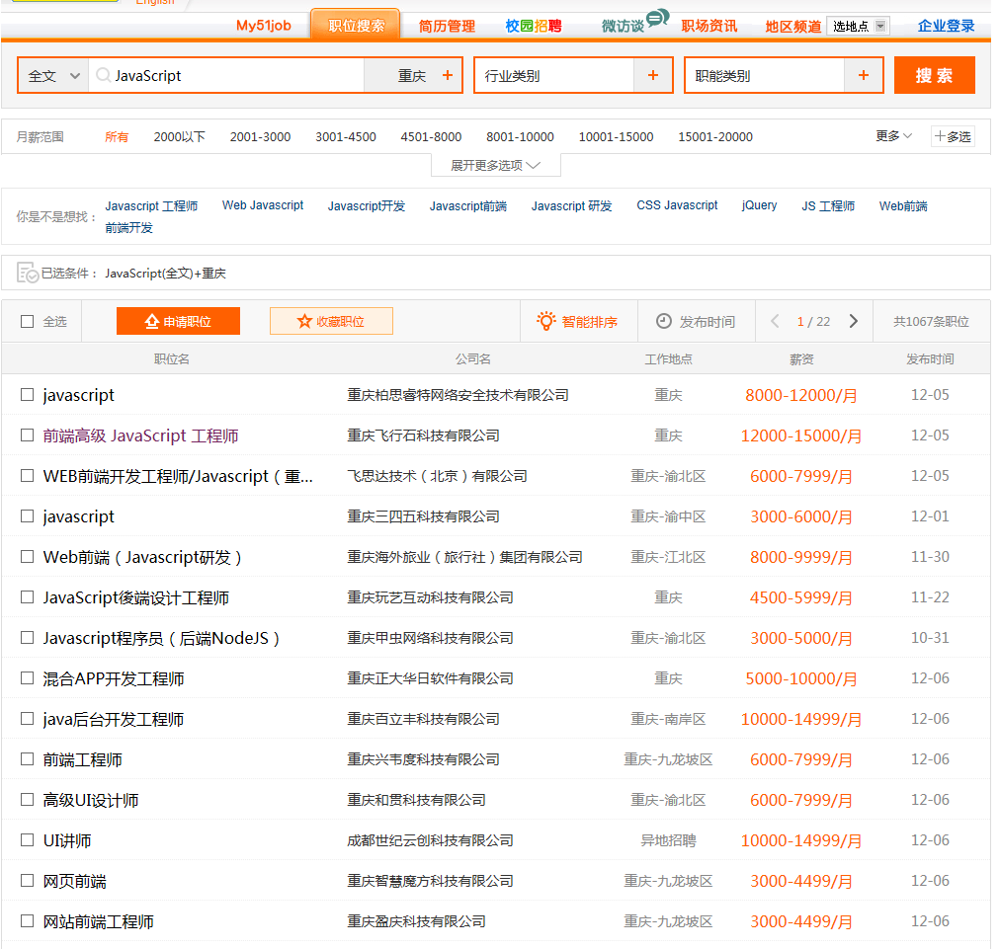 English
My51job 职位搜索 简历管理 校园招聘 微访谈 职场资讯 地区频道 选地点 企业登录
全文 JavaScript 重庆 + 行业类别 + 职能类别 + 搜索
月薪范围 所有 2000以下 2001-3000 3001-4500 4501-8000 8001-10000 10001-15000 15001-20000 更多 +多选
展开更多选项
你是不是想找： Javascript 工程师 Web Javascript Javascript开发 Javascript前端 Javascript 研发 CSS Javascript jQuery JS 工程师 Web前端
前端开发
已选条件： JavaScript(全文)+重庆
全选 申请职位 收藏职位 智能排序 发布时间 1 / 22 共1067条职位
职位名 公司名 工作地点 薪资 发布时间
javascript 重庆柏思睿特网络安全技术有限公司 重庆 8000-12000/月 12-05
前端高级 JavaScript 工程师 重庆飞行石科技有限公司 重庆 12000-15000/月 12-05
WEB前端开发工程师/Javascript（重... 飞思达技术（北京）有限公司 重庆-渝北区 6000-7999/月 12-05
javascript 重庆三四五科技有限公司 重庆-渝中区 3000-6000/月 12-01
Web前端（Javascript研发） 重庆海外旅业（旅行社）集团有限公司 重庆-江北区 8000-9999/月 11-30
JavaScript後端设计工程师 重庆玩艺互动科技有限公司 重庆 4500-5999/月 11-22
Javascript程序员（后端NodeJS） 重庆甲虫网络科技有限公司 重庆-渝北区 3000-5000/月 10-31
混合APP开发工程师 重庆正大华日软件有限公司 重庆 5000-10000/月 12-06
java后台开发工程师 重庆百立丰科技有限公司 重庆-南岸区 10000-14999/月 12-06
前端工程师 重庆兴韦度科技有限公司 重庆-九龙坡区 6000-7999/月 12-06
高级UI设计师 重庆和贯科技有限公司 重庆-渝北区 6000-7999/月 12-06
UI讲师 成都世纪云创科技有限公司 异地招聘 10000-14999/月 12-06
网页前端 重庆智慧魔方科技有限公司 重庆-九龙坡区 3000-4499/月 12-06
网站前端工程师 重庆盈庆科技有限公司 重庆-九龙坡区 3000-4499/月 12-06